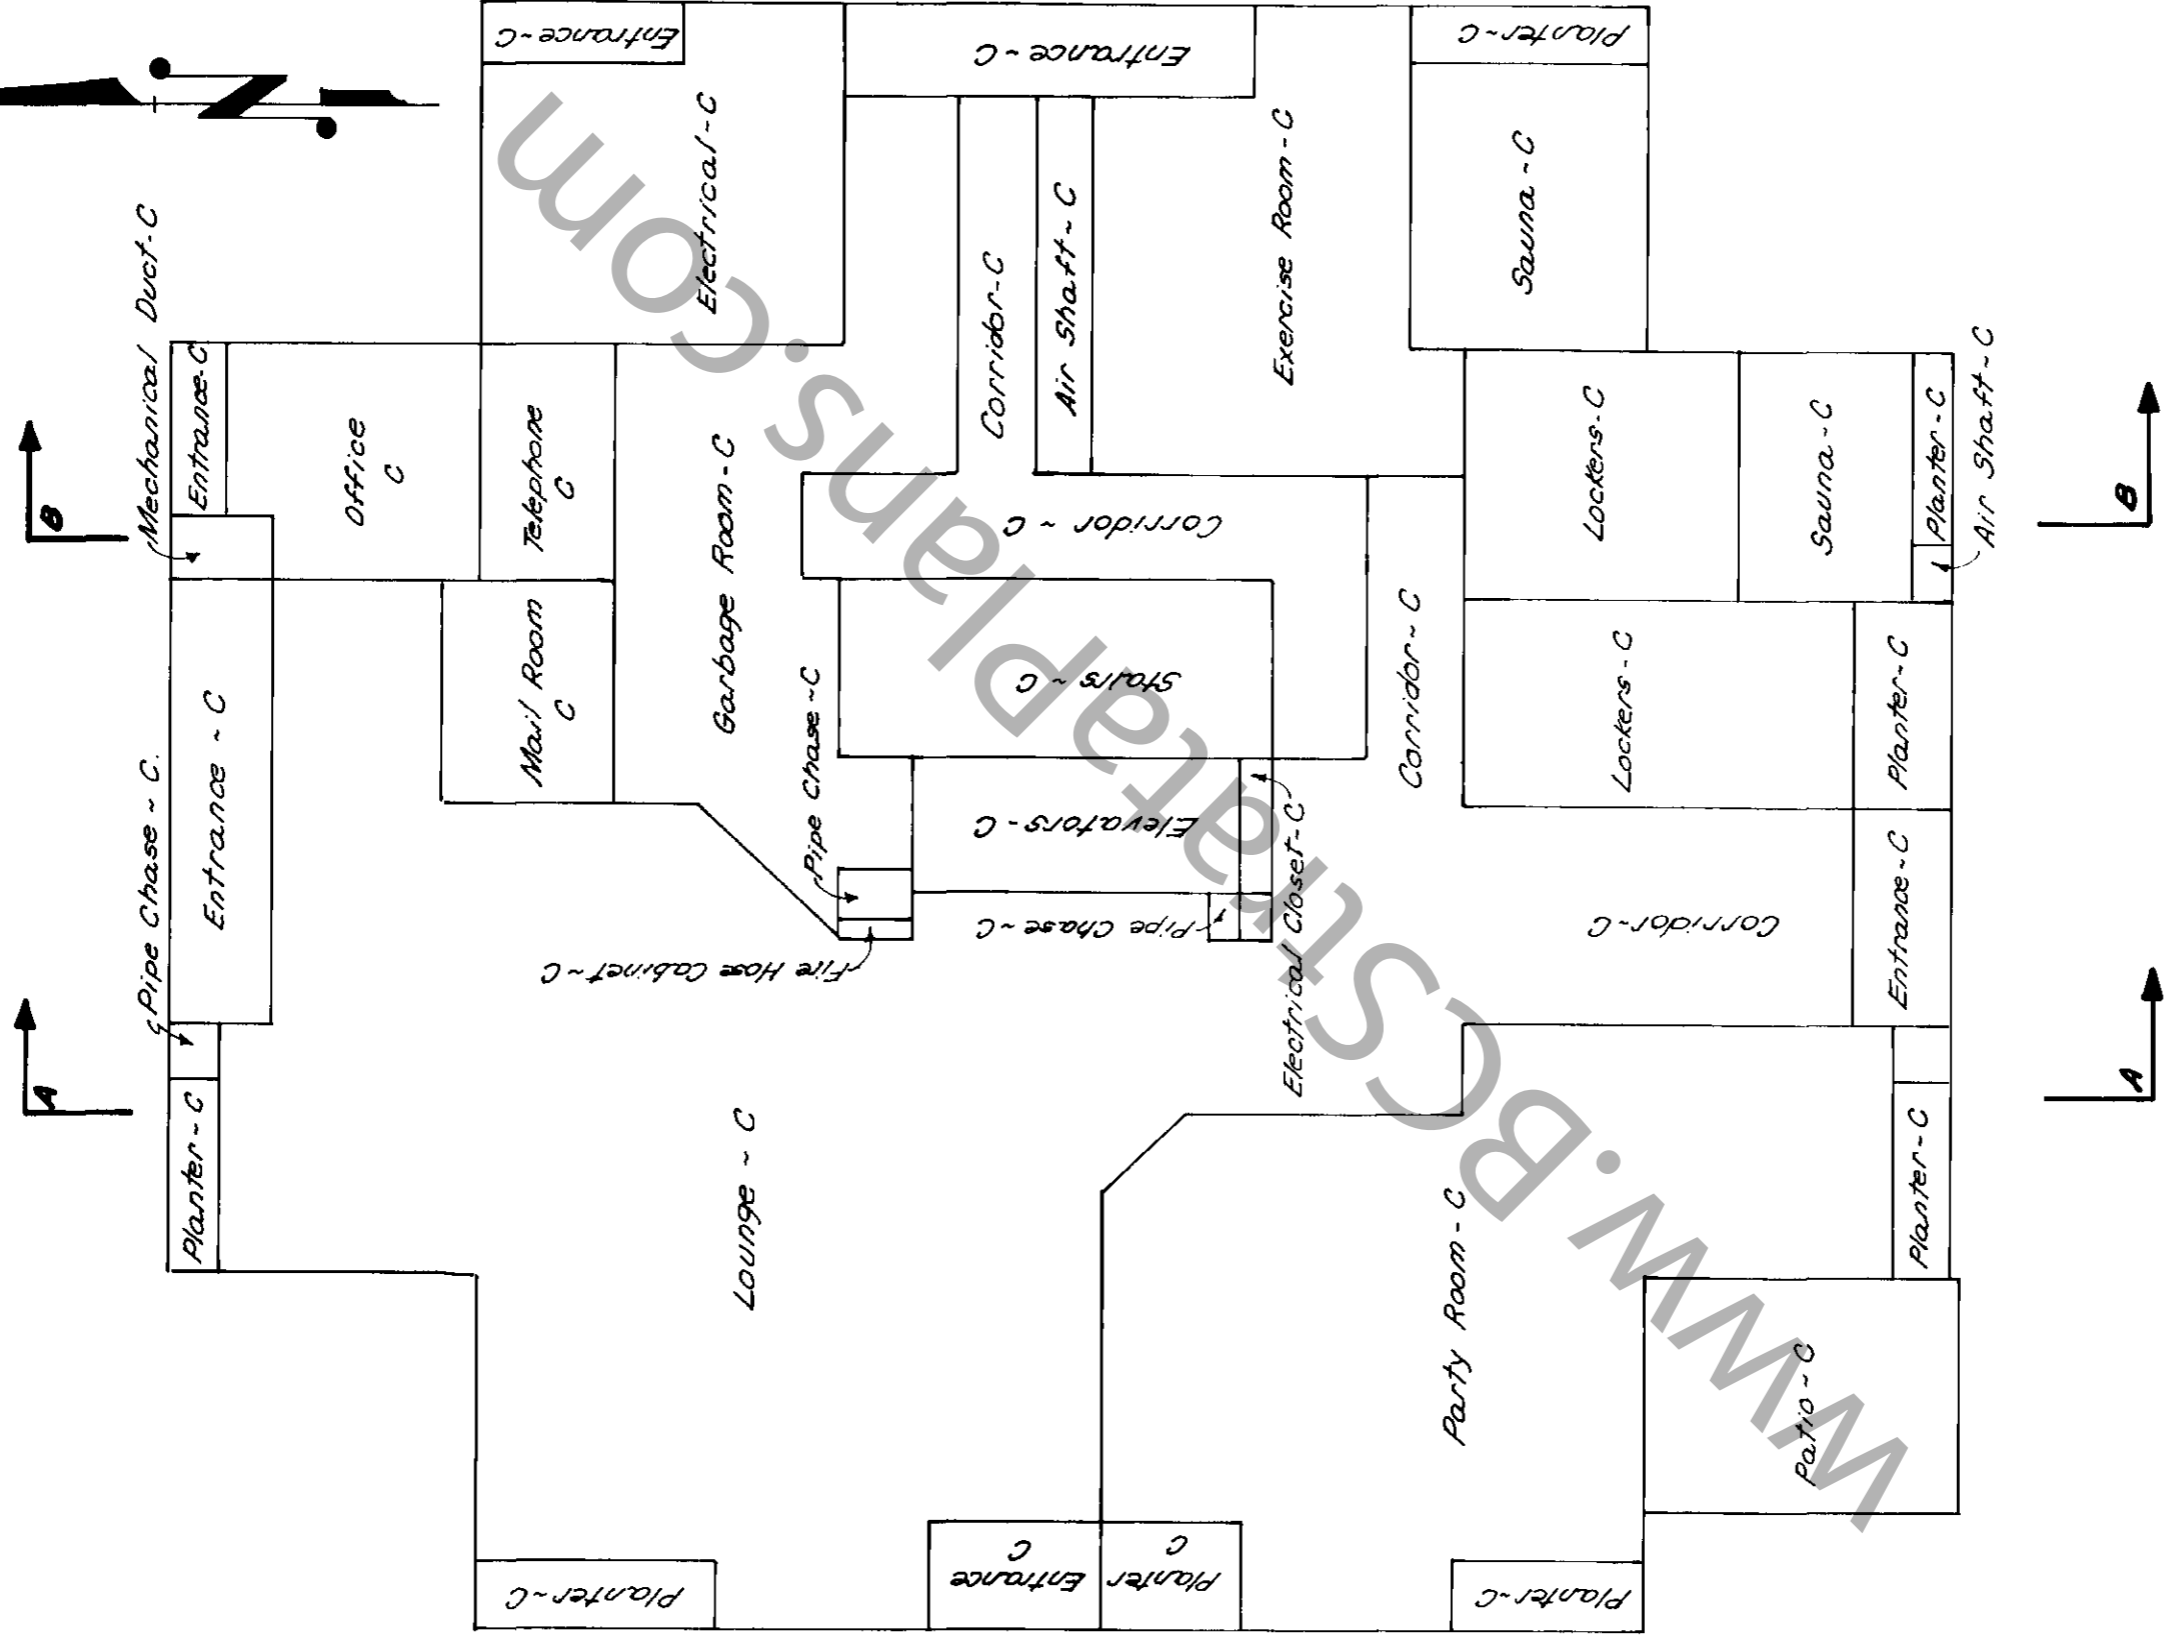 Entrance ~ C
Entrance ~ C
Planter ~ C
N
Electrical - C
Sauna ~ C
Exercise Room - C
Corridor - C
Air Shaft ~ C
Mechanical Duct - C
Entrance - C
Office
C
Telephone
C
Garbage Room - C
Corridor ~ C
Lockers - C
Sauna ~ C
Planter - C
Air Shaft ~ C
B
B
Mail Room
C
Stairs ~ C
Corridor ~ C
Lockers - C
Planter ~ C
Pipe Chase ~ C.
Entrance ~ C
Pipe Chase ~ C
Elevators - C
Electrical Closet - C
Pipe Chase ~ C
Fire Hose Cabinet ~ C
Corridor - C
Entrance ~ C
A
A
Planter ~ C
Lounge ~ C
Party Room - C
Planter ~ C
Patio ~ C
Planter ~ C
Entrance
C
Planter
C
Planter ~ C
www.BCStrataPlans.com